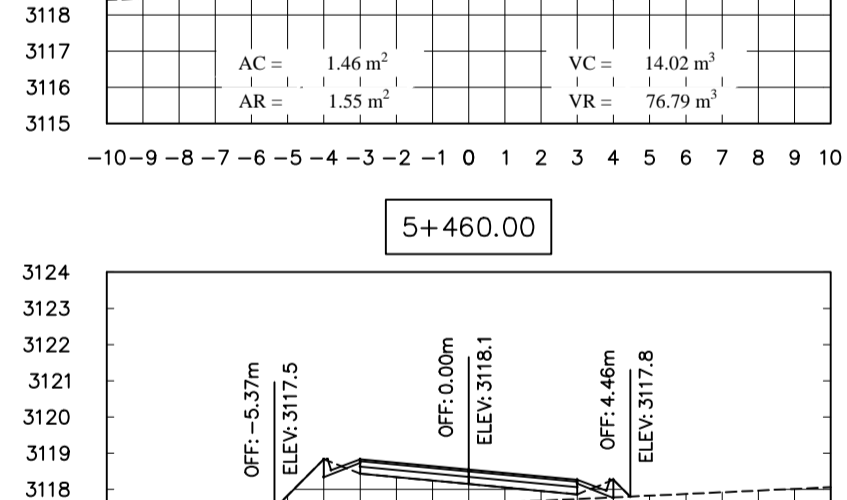 3118
3117
AC = 1.46 m² VC = 14.02 m³
3116
AR = 1.55 m² VR = 76.79 m³
3115
−10 −9 −8 −7 −6 −5 −4 −3 −2 −1 0 1 2 3 4 5 6 7 8 9 10
5+460.00
3124
3123
3122
3121
3120
3119
3118
OFF: −5.37m
ELEV: 3117.5
OFF: 0.00m
ELEV: 3118.1
OFF: 4.46m
ELEV: 3117.8